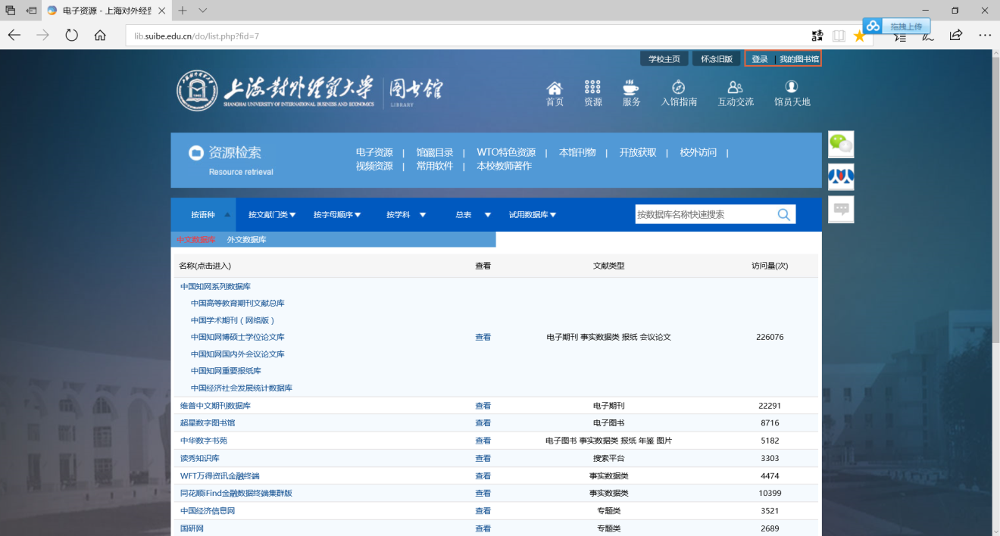 电子资源 - 上海对外经贸
lib.suibe.edu.cn/do/list.php?fid=7
拖拽上传
学校主页
怀念旧版
登录 | 我的图书馆
上海对外经贸大学 图书馆
SHANGHAI UNIVERSITY OF INTERNATIONAL BUSINESS AND ECONOMICS LIBRARY
首页 资源 服务 入馆指南 互动交流 馆员天地
资源检索
Resource retrieval
电子资源 | 馆藏目录 | WTO特色资源 | 本馆刊物 | 开放获取 | 校外访问 |
视频资源 | 常用软件 | 本校教师著作
按语种 按文献门类 按字母顺序 按学科 总表 试用数据库 按数据库名称快速搜索
中文数据库 外文数据库
名称(点击进入) 查看 文献类型 访问量(次)
中国知网系列数据库
中国高等教育期刊文献总库
中国学术期刊（网络版）
中国知网博硕士学位论文库 查看 电子期刊 事实数据类 报纸 会议论文 226076
中国知网国内外会议论文库
中国知网重要报纸库
中国经济社会发展统计数据库
维普中文期刊数据库 查看 电子期刊 22291
超星数字图书馆 查看 电子图书 8716
中华数字书苑 查看 电子图书 事实数据类 报纸 年鉴 图片 5182
读秀知识库 查看 搜索平台 3303
WFT万得资讯金融终端 查看 事实数据类 4474
同花顺iFind金融数据终端集群版 查看 事实数据类 10399
中国经济信息网 查看 专题类 3521
国研网 查看 专题类 2689